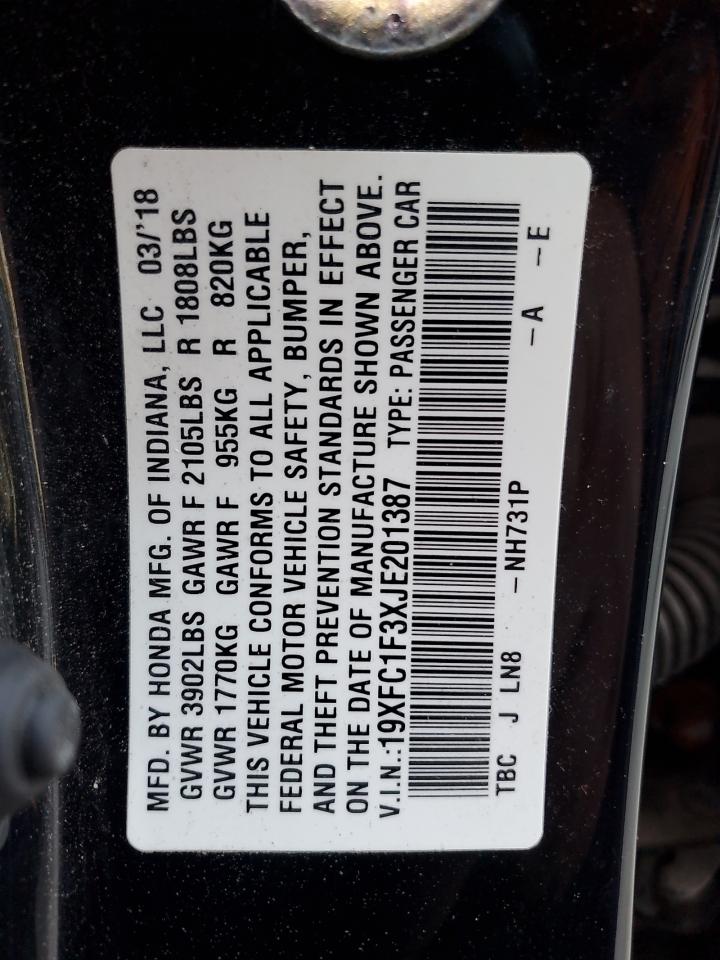 MFD. BY HONDA MFG. OF INDIANA, LLC 03/'18
GVWR 3902LBS GAWR F 2105LBS R 1808LBS
GVWR 1770KG GAWR F 955KG R 820KG
THIS VEHICLE CONFORMS TO ALL APPLICABLE
FEDERAL MOTOR VEHICLE SAFETY, BUMPER,
AND THEFT PREVENTION STANDARDS IN EFFECT
ON THE DATE OF MANUFACTURE SHOWN ABOVE.
V.I.N.:19XFC1F3XJE201387 TYPE: PASSENGER CAR
TBC J LN8 -NH731P -A -E